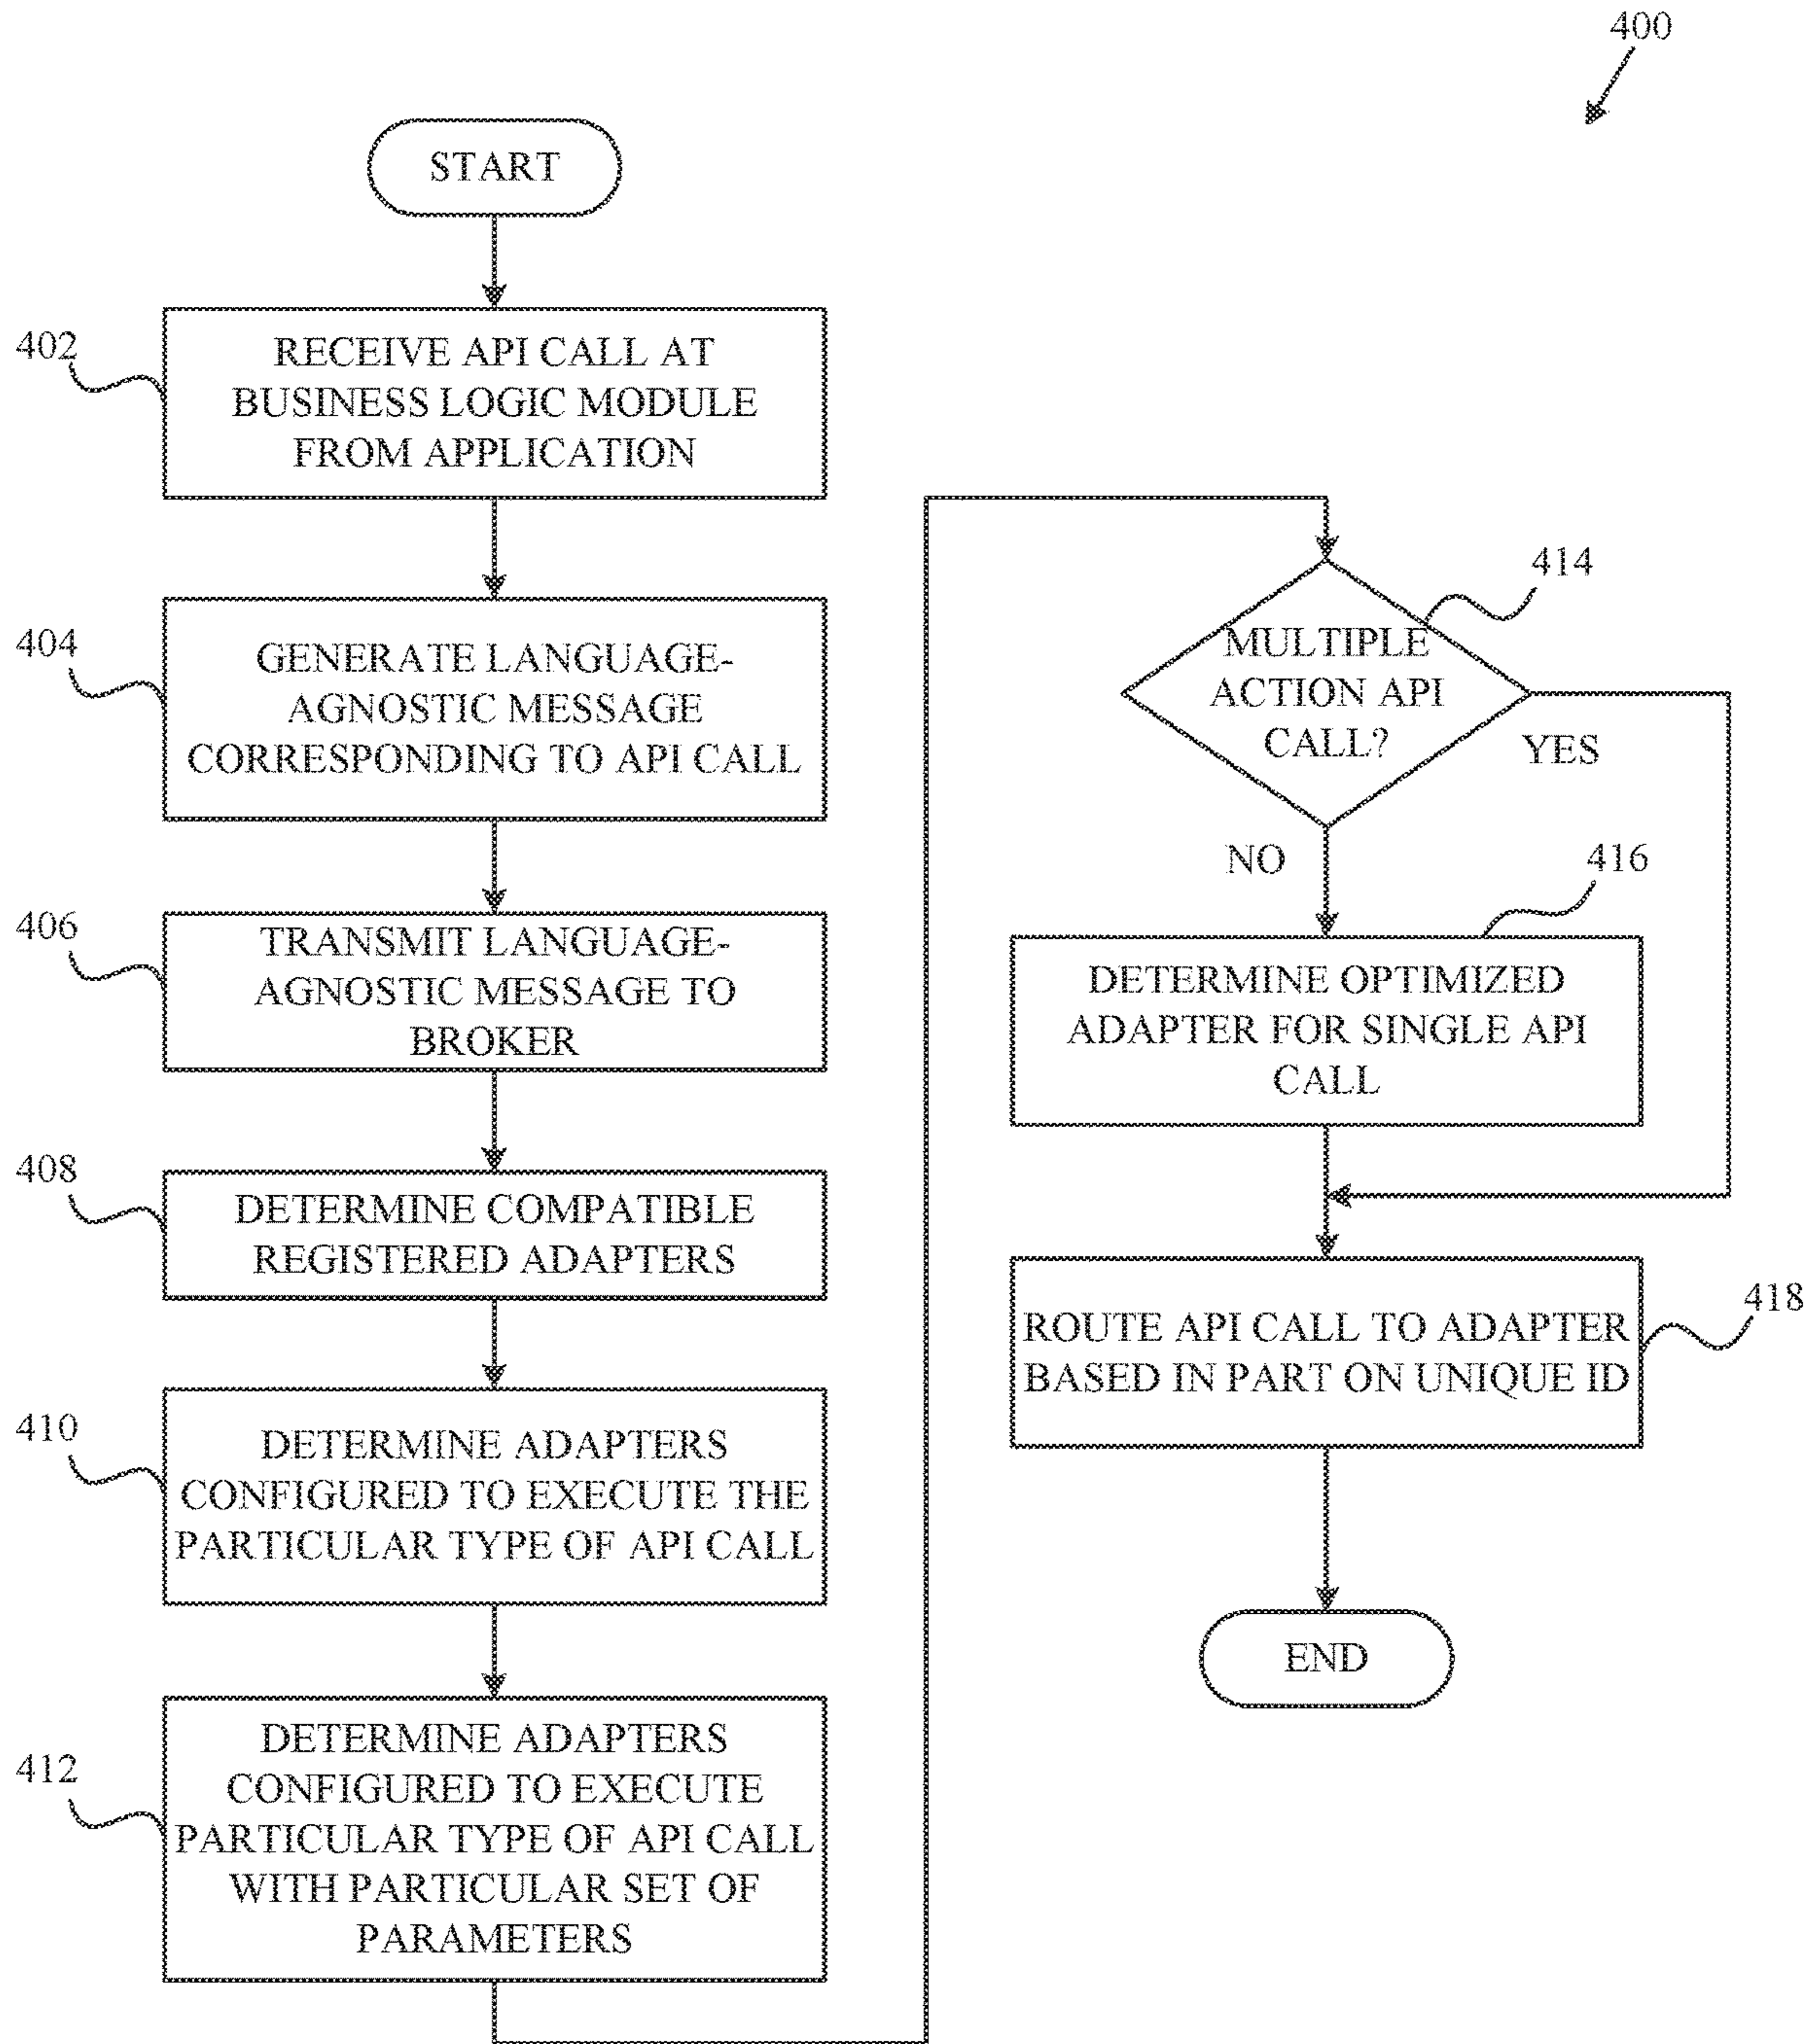 400
START
402
RECEIVE API CALL AT
BUSINESS LOGIC MODULE
FROM APPLICATION
404
GENERATE LANGUAGE-
AGNOSTIC MESSAGE
CORRESPONDING TO API CALL
406
TRANSMIT LANGUAGE-
AGNOSTIC MESSAGE TO
BROKER
408
DETERMINE COMPATIBLE
REGISTERED ADAPTERS
410
DETERMINE ADAPTERS
CONFIGURED TO EXECUTE THE
PARTICULAR TYPE OF API CALL
412
DETERMINE ADAPTERS
CONFIGURED TO EXECUTE
PARTICULAR TYPE OF API CALL
WITH PARTICULAR SET OF
PARAMETERS
414
MULTIPLE
ACTION API
CALL?
YES
NO
416
DETERMINE OPTIMIZED
ADAPTER FOR SINGLE API
CALL
418
ROUTE API CALL TO ADAPTER
BASED IN PART ON UNIQUE ID
END